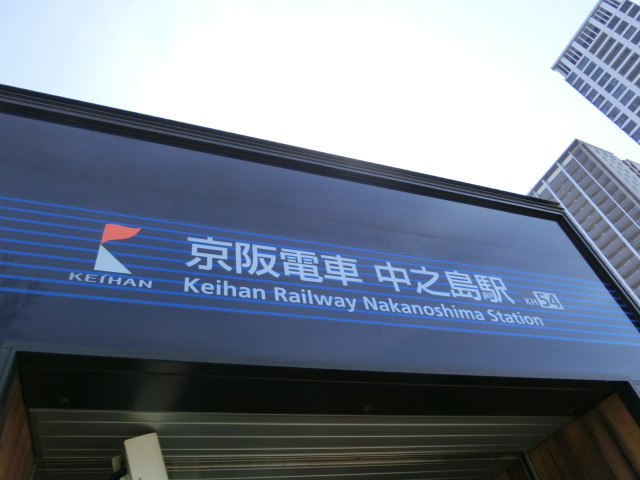 京阪電車 中之島駅 KH 54
Keihan Railway Nakanoshima Station
KEIHAN